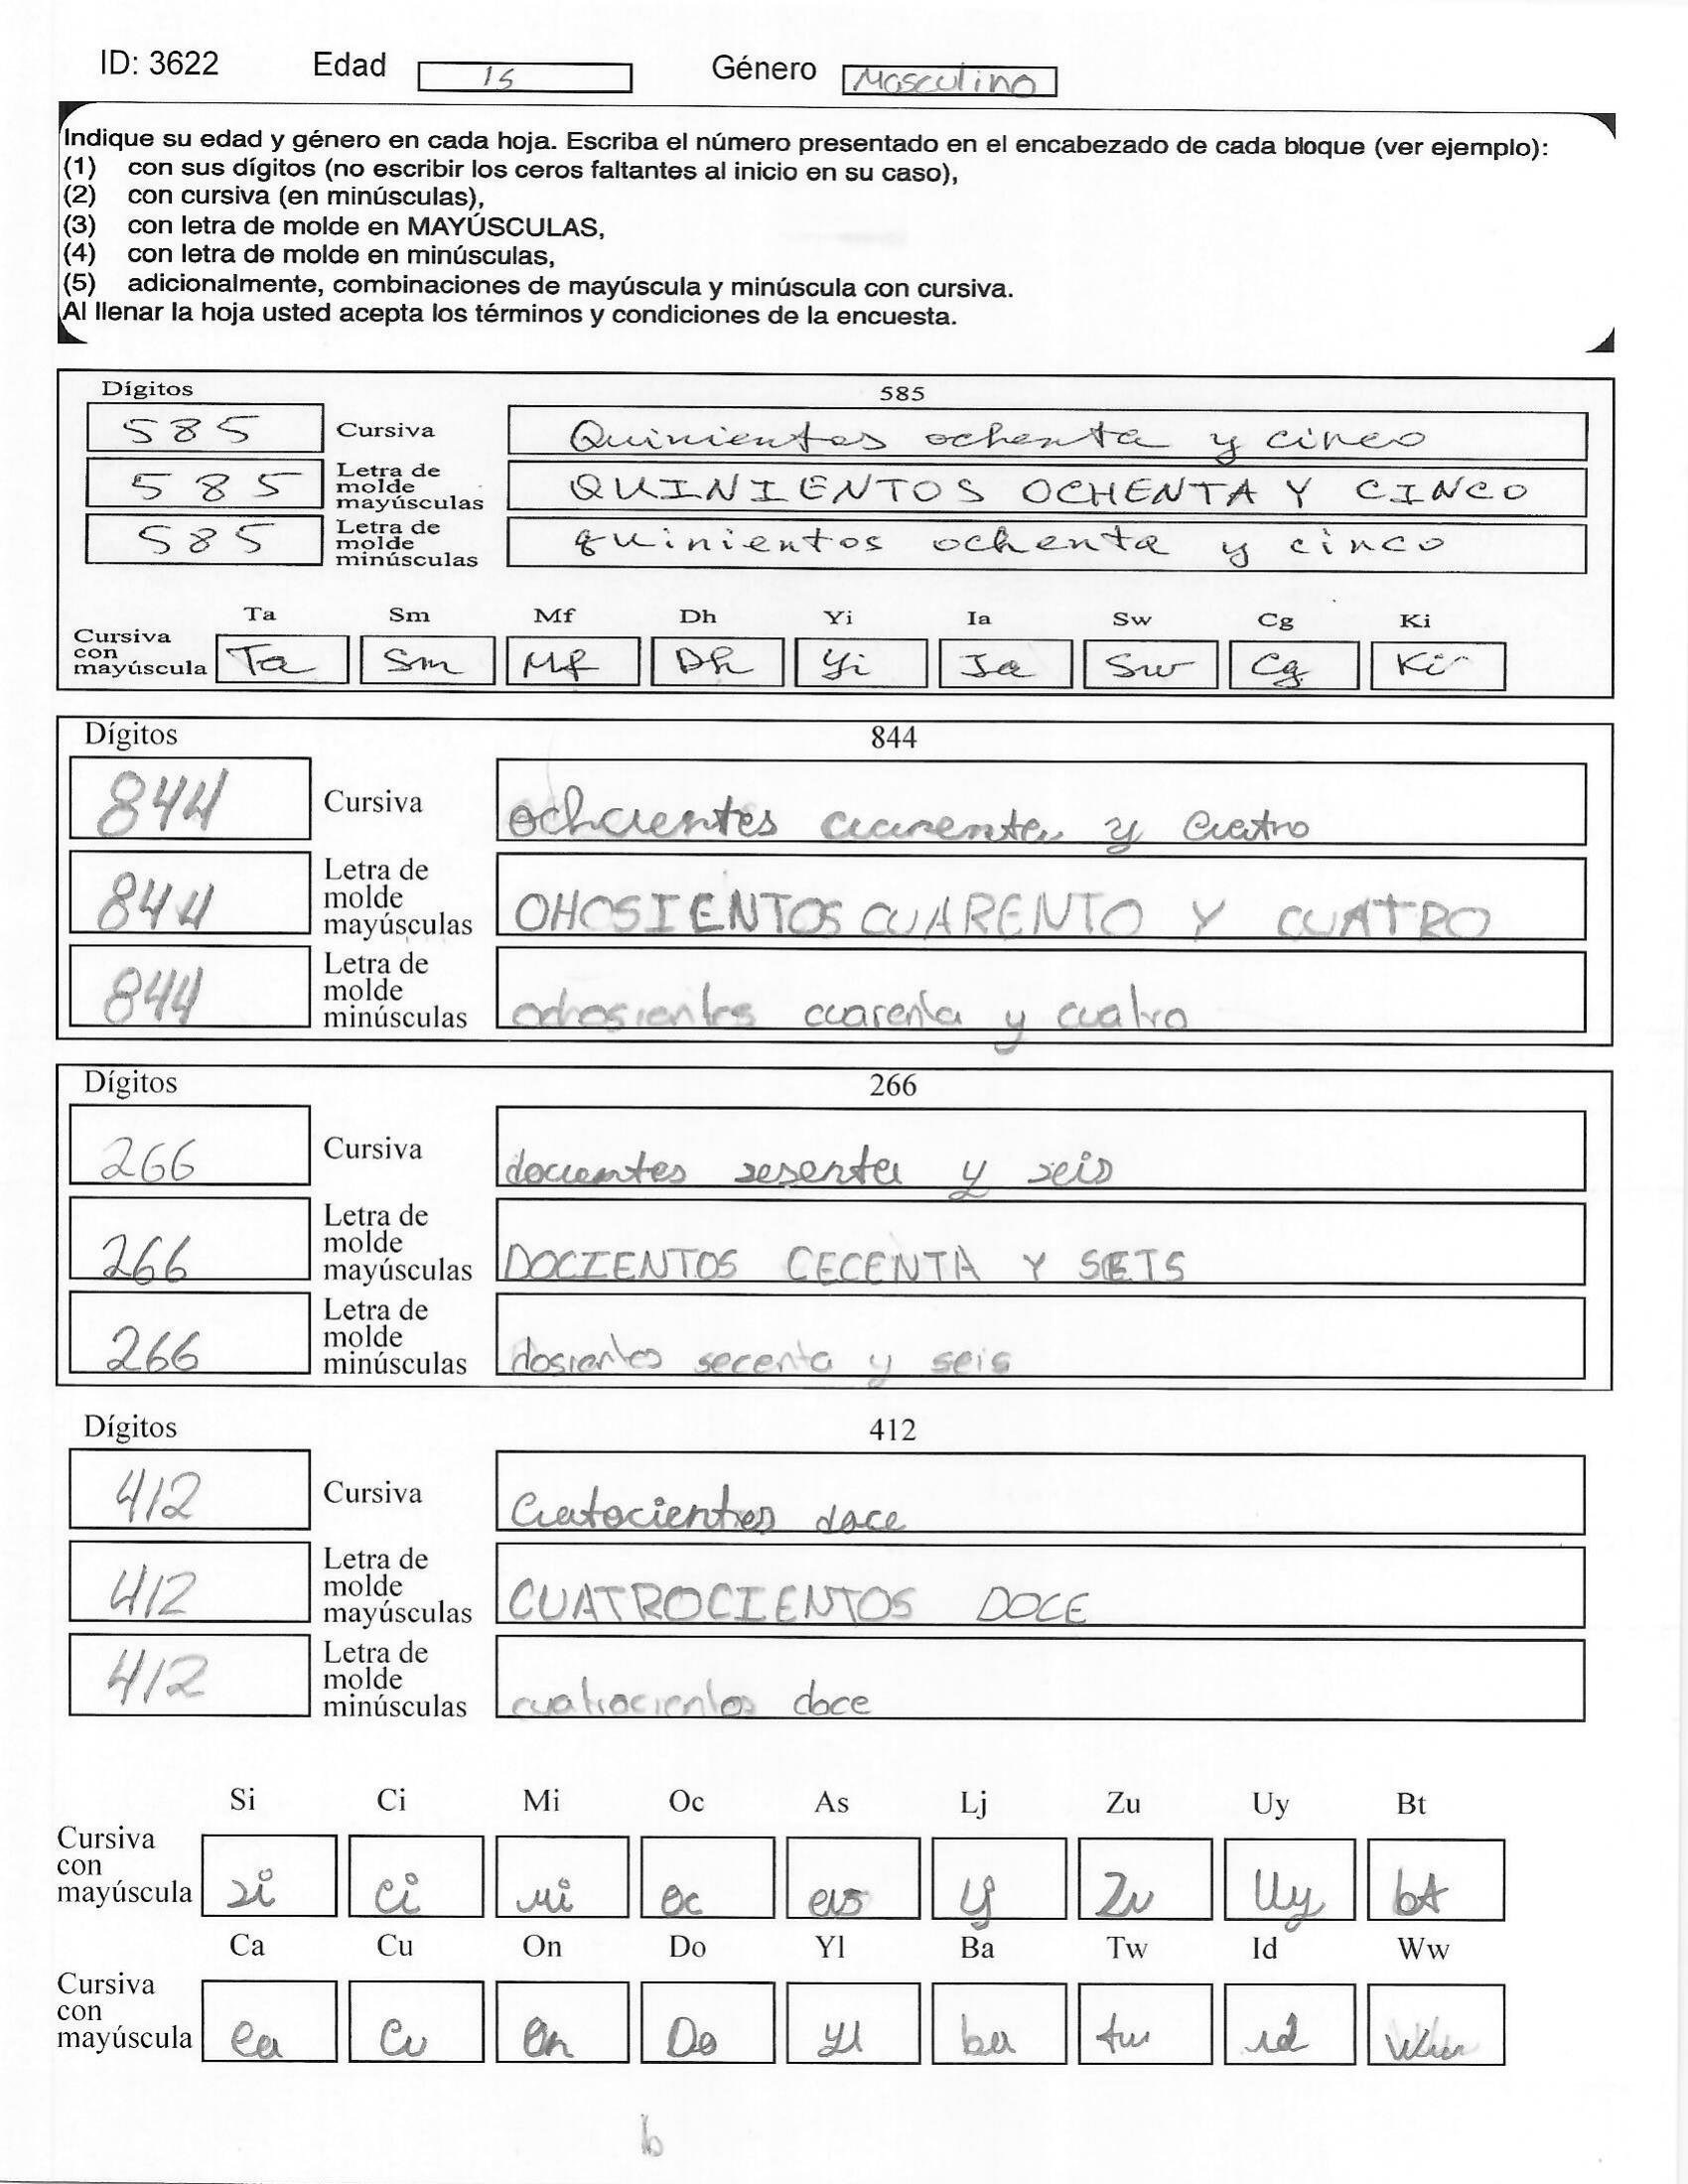 ID: 3622 Edad 15 Género Masculino
Indique su edad y género en cada hoja. Escriba el número presentado en el encabezado de cada bloque (ver ejemplo):
(1) con sus dígitos (no escribir los ceros faltantes al inicio en su caso),
(2) con cursiva (en minúsculas),
(3) con letra de molde en MAYÚSCULAS,
(4) con letra de molde en minúsculas,
(5) adicionalmente, combinaciones de mayúscula y minúscula con cursiva.
Al llenar la hoja usted acepta los términos y condiciones de la encuesta.
Dígitos 585
585 Cursiva Quinientos ochenta y cinco
585 Letra de molde mayúsculas QUINIENTOS OCHENTA Y CINCO
585 Letra de molde minúsculas quinientos ochenta y cinco
Ta Sm Mf Dh Yi Ia Sw Cg Ki
Cursiva con mayúscula Ta Sm Mf Dh Yi Ia Sw Cg Ki
Dígitos 844
844 Cursiva cuarenta y cuatro
844 Letra de molde mayúsculas OHOSIENTOS CUARENTO Y CUATRO
844 Letra de molde minúsculas ochosientos cuarenta y cuatro
Dígitos 266
266 Cursiva docientos sesenta y seis
266 Letra de molde mayúsculas DOCIENTOS CECENTA Y SEIS
266 Letra de molde minúsculas dosientos secenta y seis
Dígitos 412
412 Cursiva Cuatocientos doce
412 Letra de molde mayúsculas CUATROCIENTOS DOCE
412 Letra de molde minúsculas cuatrocientos doce
Si Ci Mi Oc As Lj Zu Uy Bt
Cursiva con mayúscula si ci mi oc as lj Zu Uy bt
Ca Cu On Do Yl Ba Tw Id Ww
Cursiva con mayúscula Ca Cu On Do Yl ba tw id Ww
b